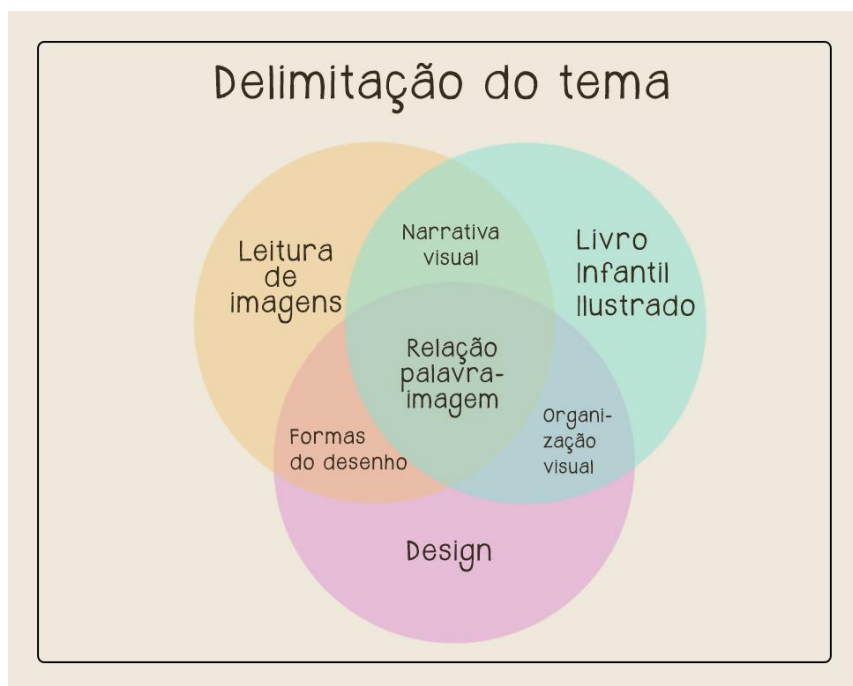 Delimitação do tema
Narrativa
visual
Leitura
de
imagens
Livro
Infantil
Ilustrado
Relação
palavra-
imagem
Formas
do desenho
Organi-
zação
visual
Design